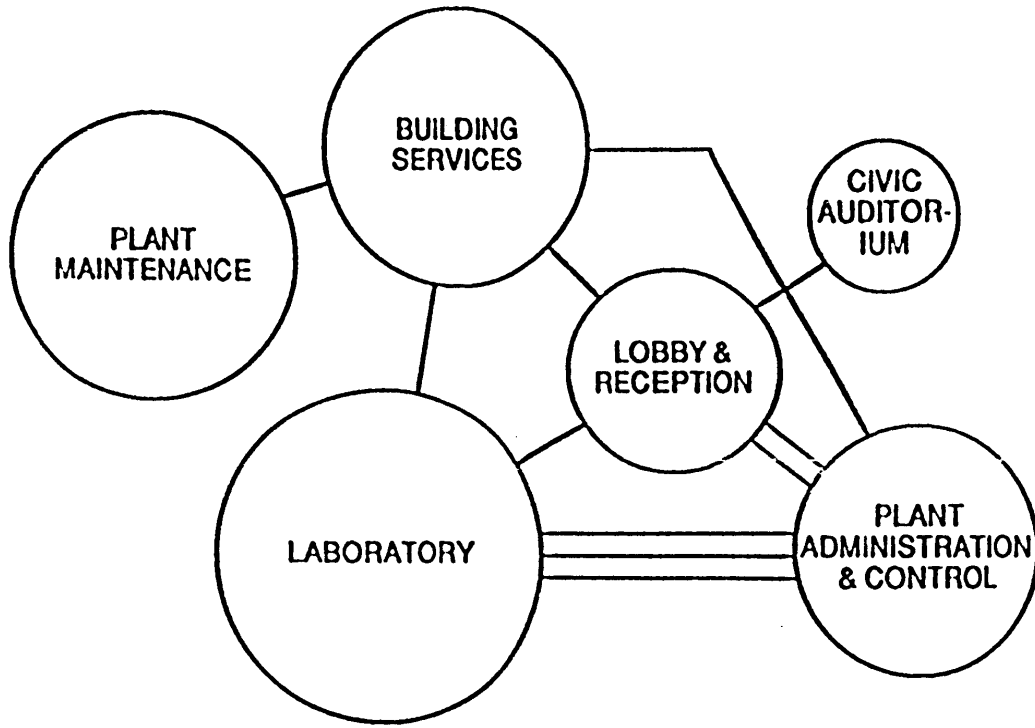 BUILDING
SERVICES
CIVIC
AUDITOR-
IUM
PLANT
MAINTENANCE
LOBBY &
RECEPTION
LABORATORY
PLANT
ADMINISTRATION
& CONTROL